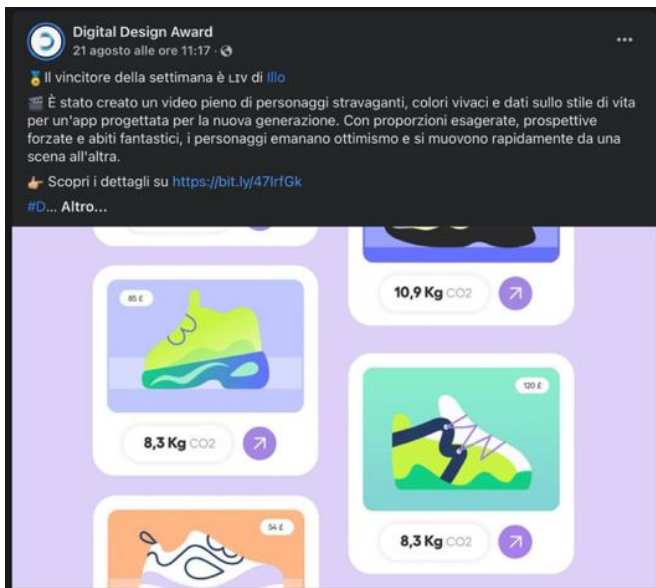 Digital Design Award
21 agosto alle ore 11:17 ·
🏅 Il vincitore della settimana è LIV di Illo
🎬 È stato creato un video pieno di personaggi stravaganti, colori vivaci e dati sullo stile di vita
per un'app progettata per la nuova generazione. Con proporzioni esagerate, prospettive
forzate e abiti fantastici, i personaggi emanano ottimismo e si muovono rapidamente da una
scena all'altra.
👉🏼 Scopri i dettagli su https://bit.ly/47IrfGk
#D... Altro...
10,9 Kg CO2
85 £
120 £
8,3 Kg CO2
54 £
8,3 Kg CO2